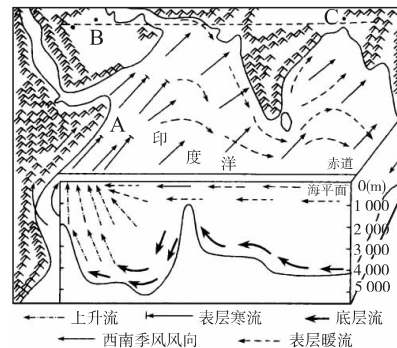 B
C
A
印度洋
赤道
海平面
0(m)
1 000
2 000
3 000
4 000
5 000
上升流 表层寒流 底层流
西南季风风向 表层暖流